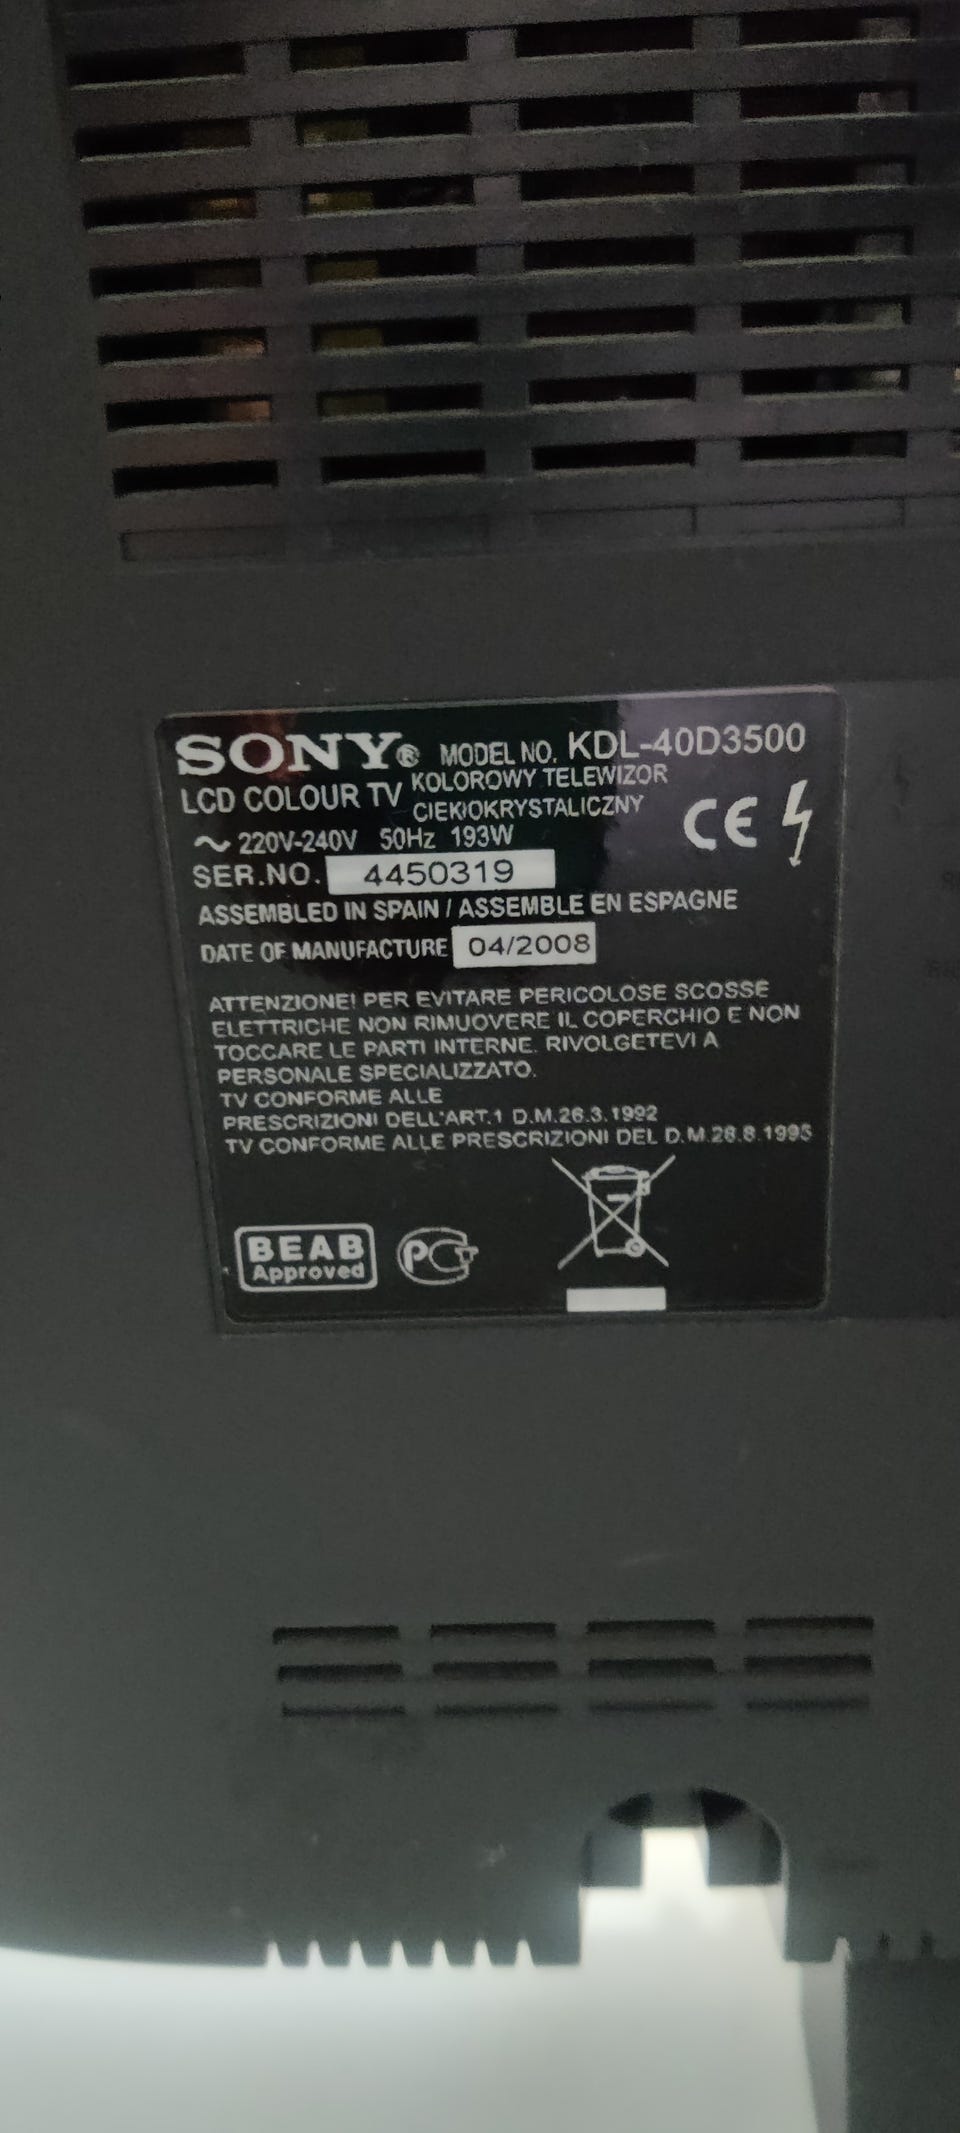 SONY® MODEL NO. KDL-40D3500
LCD COLOUR TV KOLOROWY TELEWIZOR
CIEKŁOKRYSTALICZNY
CE
~ 220V-240V 50Hz 193W
SER.NO. 4450319
ASSEMBLED IN SPAIN / ASSEMBLE EN ESPAGNE
DATE OF MANUFACTURE 04/2008
ATTENZIONE! PER EVITARE PERICOLOSE SCOSSE
ELETTRICHE NON RIMUOVERE IL COPERCHIO E NON
TOCCARE LE PARTI INTERNE. RIVOLGETEVI A
PERSONALE SPECIALIZZATO.
TV CONFORME ALLE
PRESCRIZIONI DELL'ART.1 D.M.26.3.1992
TV CONFORME ALLE PRESCRIZIONI DEL D.M.26.8.1995
BEAB
Approved
PCT